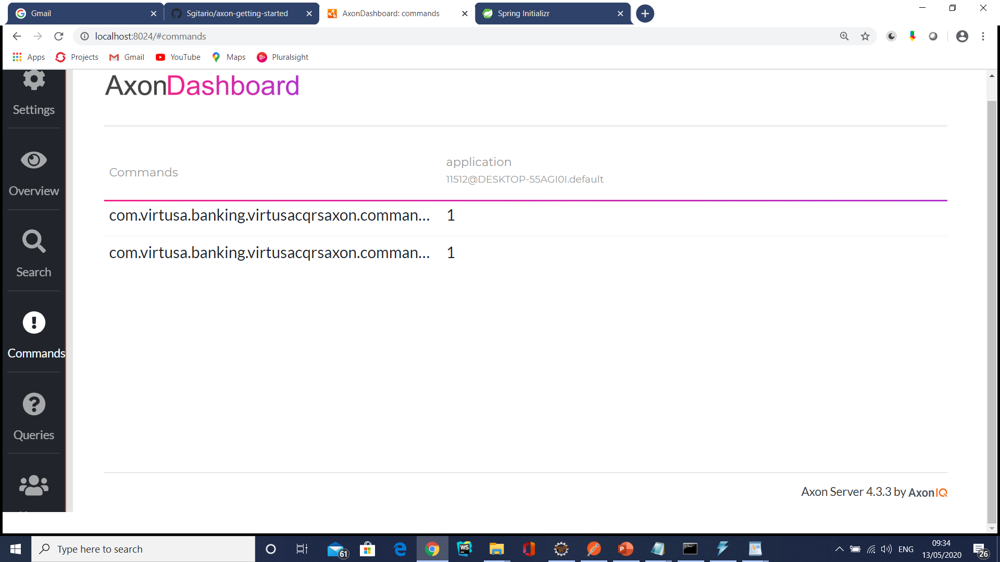 Gmail
Sgitario/axon-getting-started
AxonDashboard: commands
Spring Initializr
localhost:8024/#commands
Apps
Projects
Gmail
YouTube
Maps
Pluralsight
AxonDashboard
Settings
Overview
Search
Commands
Queries
Commands
application
11512@DESKTOP-55AGI0I.default
com.virtusa.banking.virtusacqrsaxon.comman... 1
com.virtusa.banking.virtusacqrsaxon.comman... 1
Axon Server 4.3.3 by AxonIQ
Type here to search
61
WS
ENG
09:34
13/05/2020
26